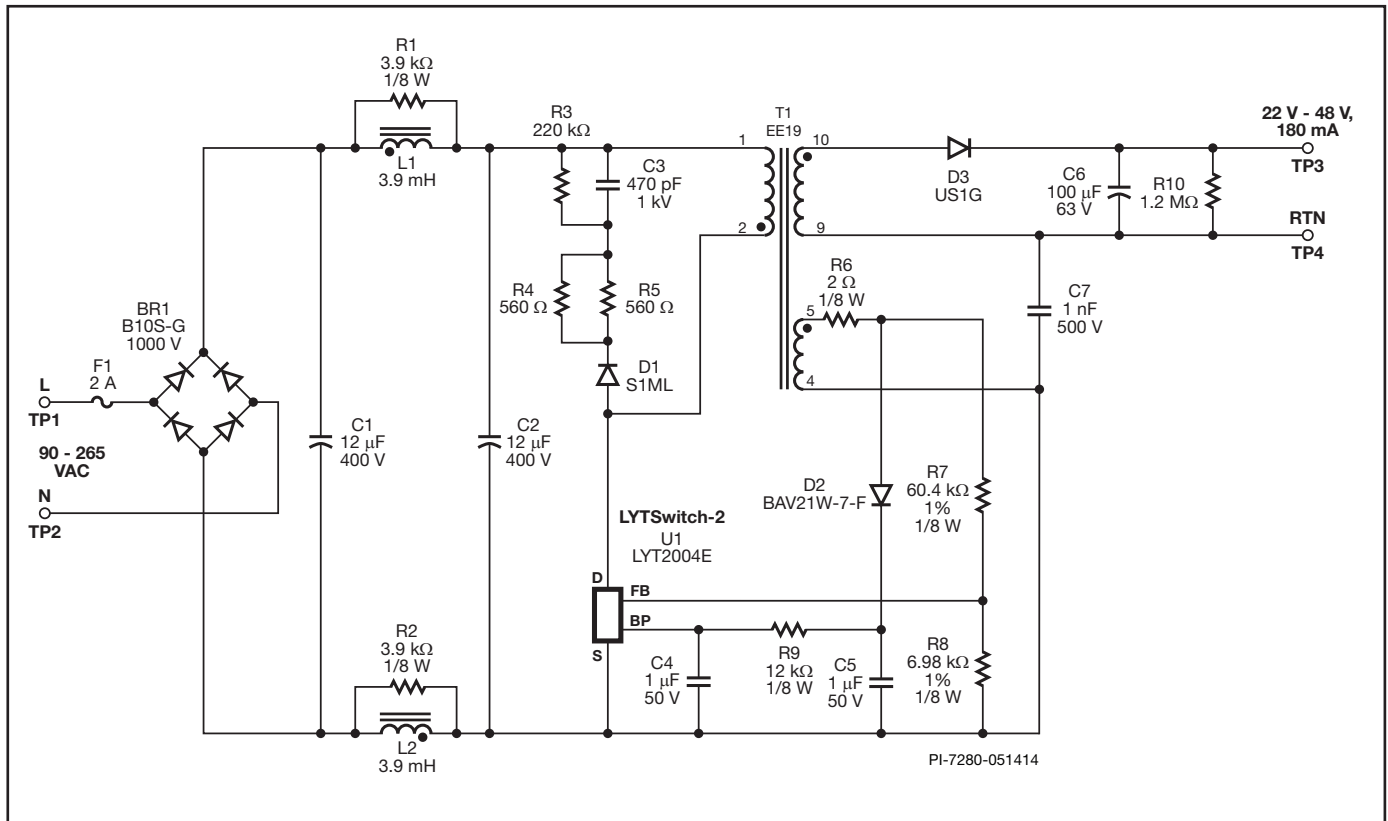 R1
3.9 kΩ
1/8 W
L1
3.9 mH
R3
220 kΩ
C3
470 pF
1 kV
T1
EE19
1
2
10
9
D3
US1G
C6
100 µF
63 V
R10
1.2 MΩ
22 V - 48 V,
180 mA
TP3
RTN
TP4
R4
560 Ω
R5
560 Ω
R6
2 Ω
1/8 W
5
4
C7
1 nF
500 V
BR1
B10S-G
1000 V
F1
2 A
L
TP1
90 - 265
VAC
N
TP2
D1
S1ML
C1
12 µF
400 V
C2
12 µF
400 V
D2
BAV21W-7-F
R7
60.4 kΩ
1%
1/8 W
LYTSwitch-2
U1
LYT2004E
D
FB
BP
S
R2
3.9 kΩ
1/8 W
L2
3.9 mH
C4
1 µF
50 V
R9
12 kΩ
1/8 W
C5
1 µF
50 V
R8
6.98 kΩ
1%
1/8 W
PI-7280-051414